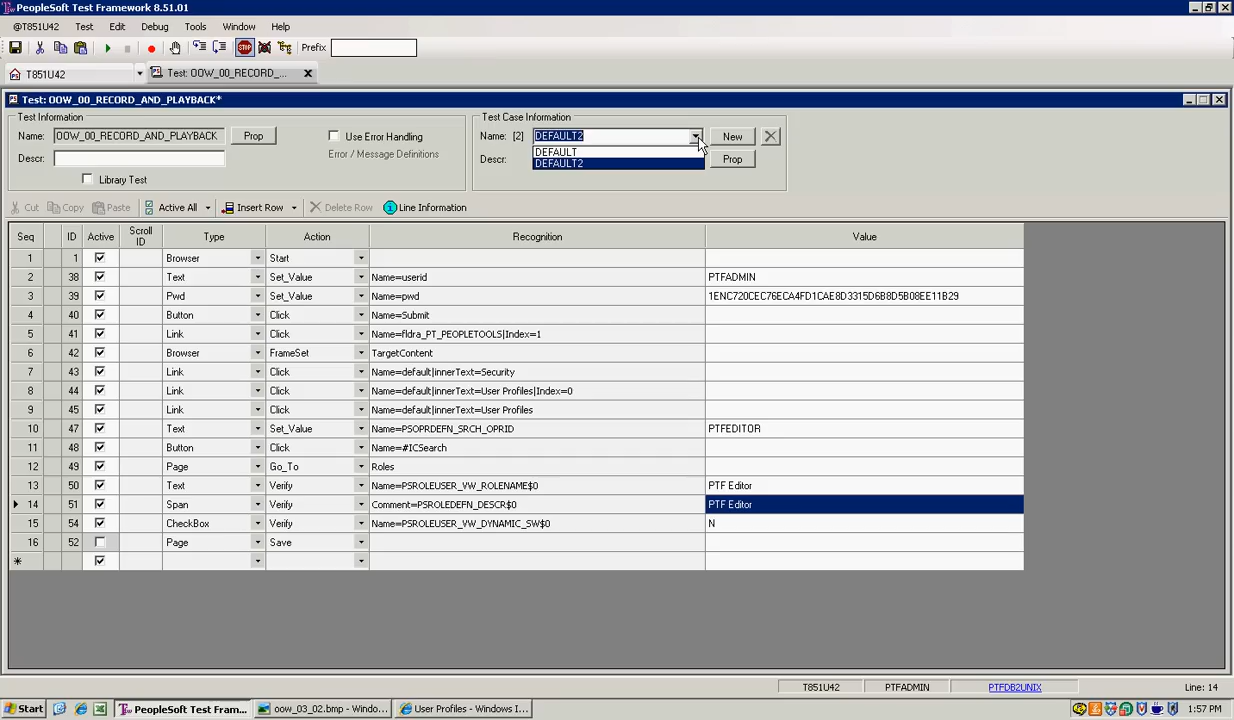 PeopleSoft Test Framework 8.51.01
@T851U42 Test Edit Debug Tools Window Help
STOP Prefix
T851U42 Test: OOW_00_RECORD_...
Test: OOW_00_RECORD_AND_PLAYBACK*
Test Information Test Case Information
Name: OOW_00_RECORD_AND_PLAYBACK Prop Use Error Handling Name: [2] DEFAULT2 New
Descr: Error / Message Definitions DEFAULT
DEFAULT2
Descr: Prop
Library Test
Cut Copy Paste Active All Insert Row Delete Row Line Information
Seq ID Active Scroll ID Type Action Recognition Value
1 1 Browser Start
2 38 Text Set_Value Name=userid PTFADMIN
3 39 Pwd Set_Value Name=pwd 1ENC720CEC76ECA4FD1CAE8D3315D6B8D5B08EE11B29
4 40 Button Click Name=Submit
5 41 Link Click Name=fldra_PT_PEOPLETOOLS|Index=1
6 42 Browser FrameSet TargetContent
7 43 Link Click Name=default|innerText=Security
8 44 Link Click Name=default|innerText=User Profiles|Index=0
9 45 Link Click Name=default|innerText=User Profiles
10 47 Text Set_Value Name=PSOPRDEFN_SRCH_OPRID PTFEDITOR
11 48 Button Click Name=#ICSearch
12 49 Page Go_To Roles
13 50 Text Verify Name=PSROLEUSER_VW_ROLENAME$0 PTF Editor
14 51 Span Verify Comment=PSROLEDEFN_DESCR$0 PTF Editor
15 54 CheckBox Verify Name=PSROLEUSER_VW_DYNAMIC_SW$0 N
16 52 Page Save
T851U42 PTFADMIN PTFDB2UNIX Line: 14
Start PeopleSoft Test Fram... oow_03_02.bmp - Windo... User Profiles - Windows I... 1:57 PM